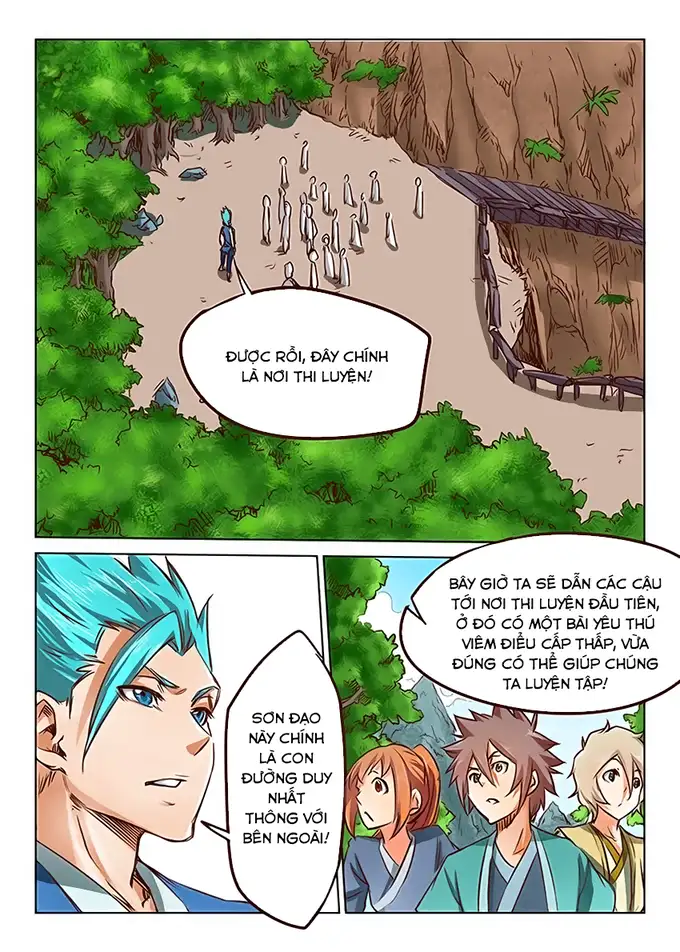 ĐƯỢC RỒI, ĐÂY CHÍNH
LÀ NƠI THI LUYỆN!
SƠN ĐẠO
NÀY CHÍNH
LÀ CON
ĐƯỜNG DUY
NHẤT
THÔNG VỚI
BÊN NGOÀI!
BÂY GIỜ TA SẼ DẪN CÁC CẬU
TỚI NƠI THI LUYỆN ĐẦU TIÊN,
Ở ĐÓ CÓ MỘT BẦI YÊU THÚ
VIÊM ĐIỂU CẤP THẤP, VỪA
ĐÚNG CÓ THỂ GIÚP CHÚNG
TA LUYỆN TẬP!